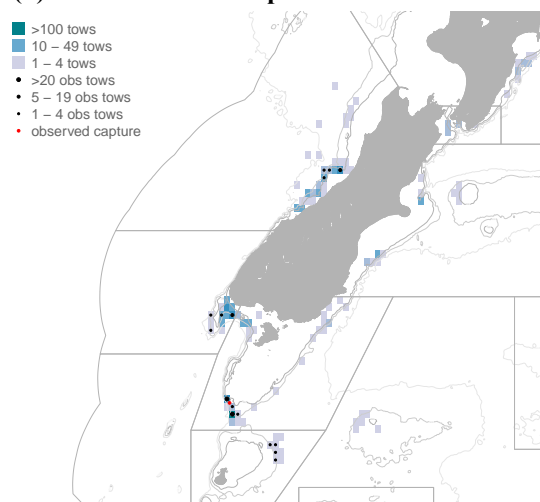 >100 tows
10 – 49 tows
1 – 4 tows
>20 obs tows
5 – 19 obs tows
1 – 4 obs tows
observed capture